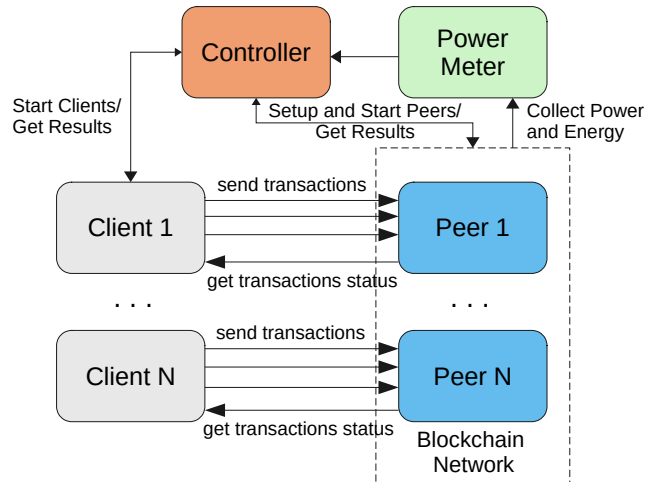 Controller
Power
Meter
Start Clients/
Get Results
Setup and Start Peers/
Get Results
Collect Power
and Energy
send transactions
Client 1
Peer 1
get transactions status
. . .
. . .
send transactions
Client N
Peer N
get transactions status
Blockchain
Network